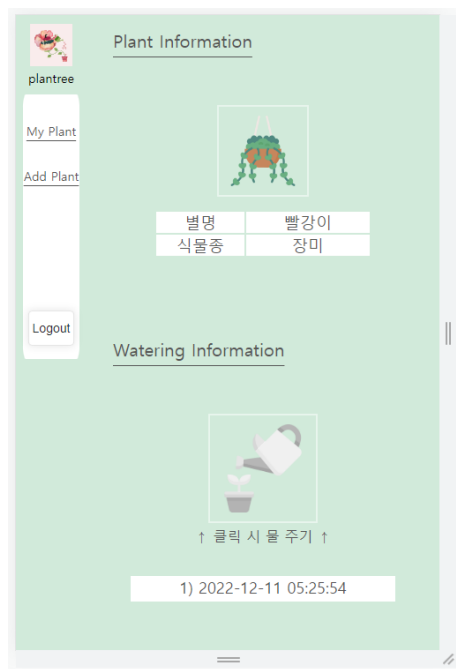 plantree
My Plant
Add Plant
Logout
Plant Information
별명 빨강이
식물종 장미
Watering Information
↑ 클릭 시 물 주기 ↑
1) 2022-12-11 05:25:54